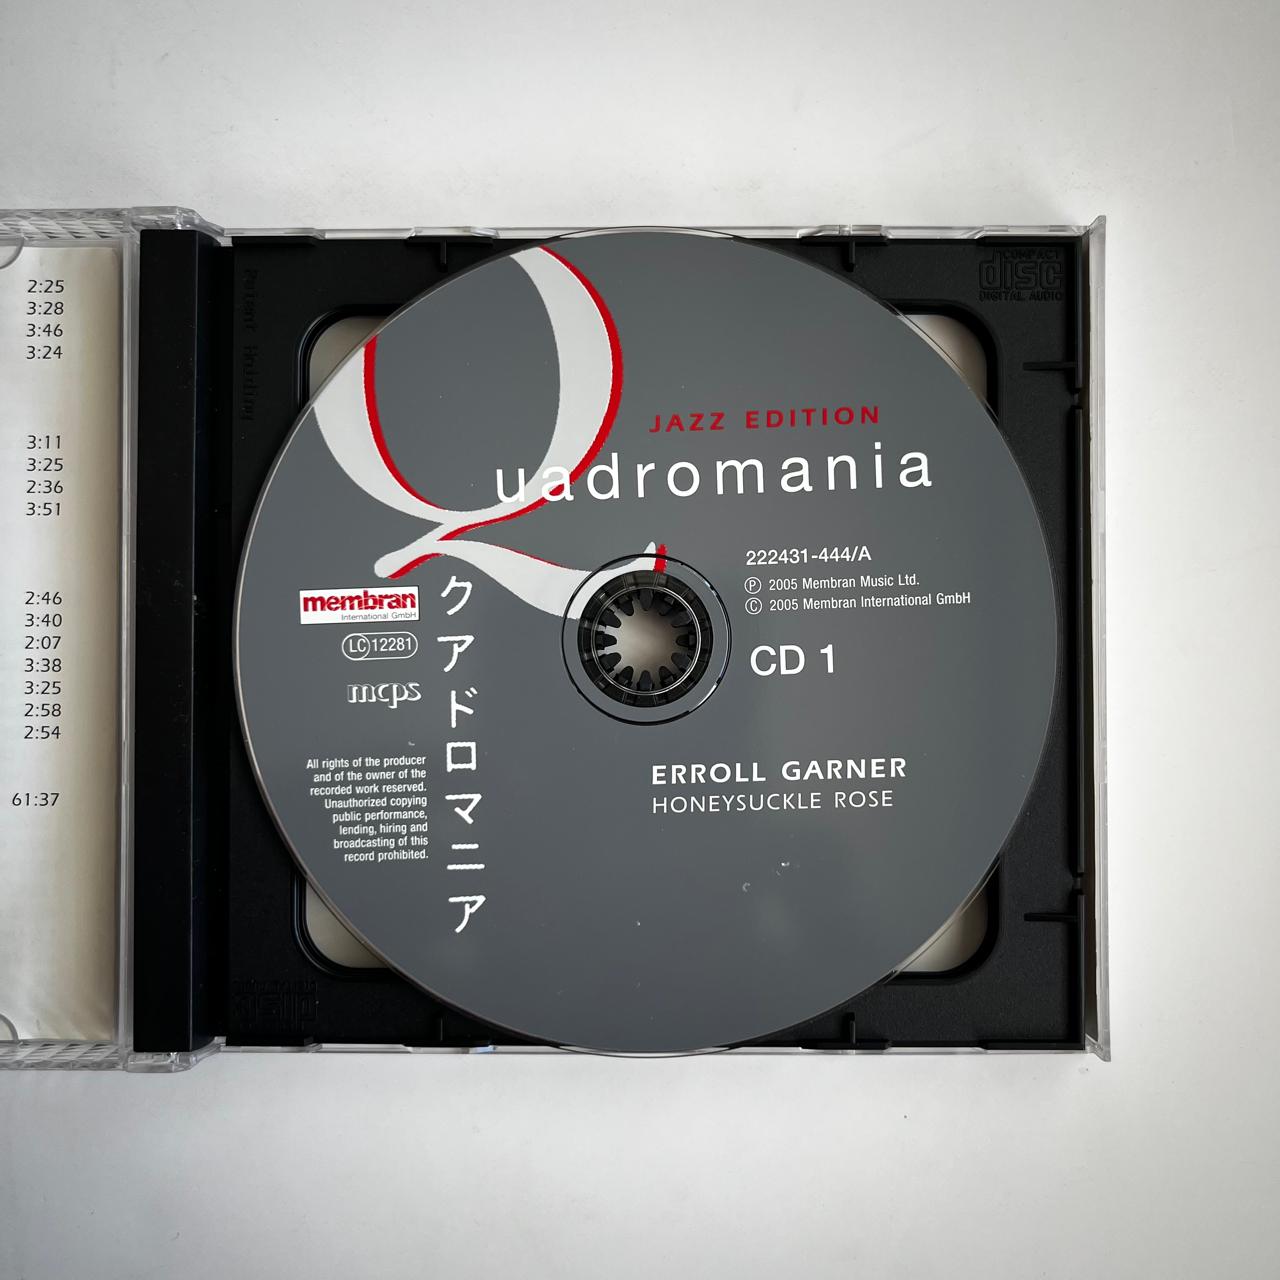 2:25
3:28
3:46
3:24
3:11
3:25
2:36
3:51
2:46
3:40
2:07
3:38
3:25
2:58
2:54
61:37
Patent Holding
COMPACT
disc
DIGITAL AUDIO
JAZZ EDITION
Quadromania
222431-444/A
Ⓟ 2005 Membran Music Ltd.
Ⓒ 2005 Membran International GmbH
CD 1
membran
International GmbH
LC 12281
mcps
クアドロマニア
All rights of the producer
and of the owner of the
recorded work reserved.
Unauthorized copying
public performance,
lending, hiring and
broadcasting of this
record prohibited.
ERROLL GARNER
HONEYSUCKLE ROSE